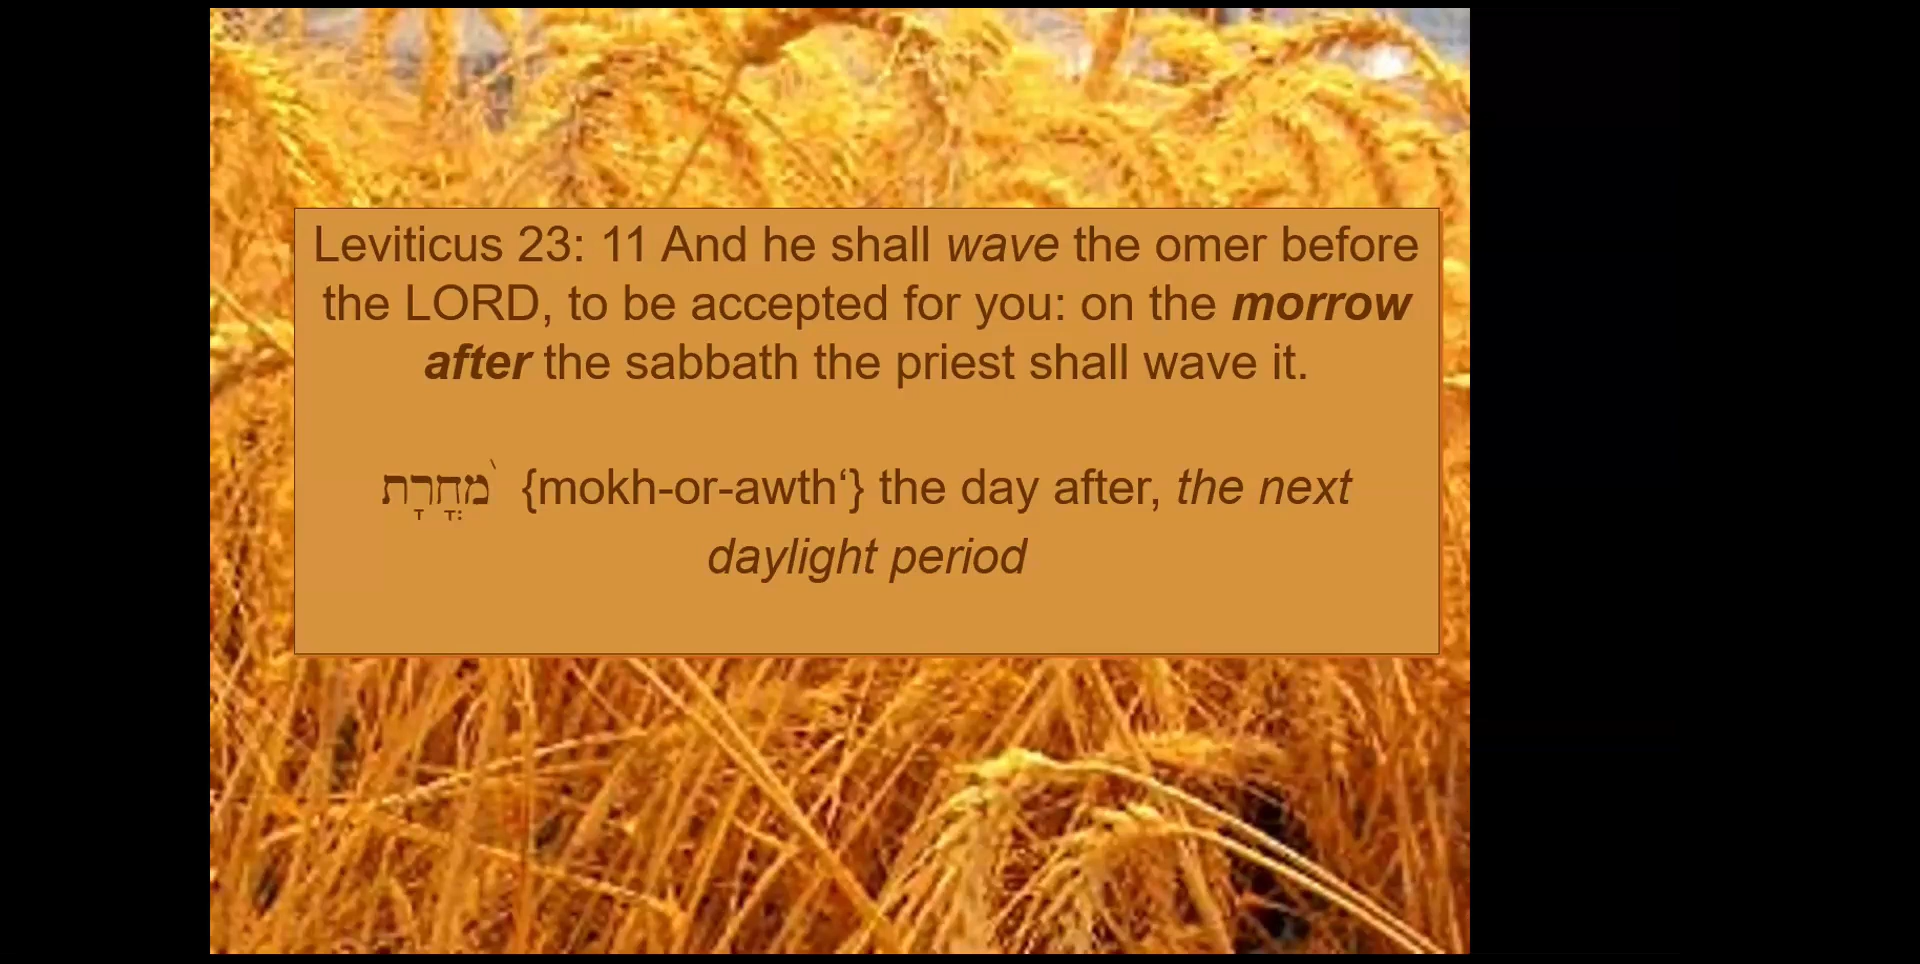 Leviticus 23: 11 And he shall wave the omer before
the LORD, to be accepted for you: on the morrow
after the sabbath the priest shall wave it.
מׇחֳרָת֙ {mokh-or-awth‘} the day after, the next
daylight period